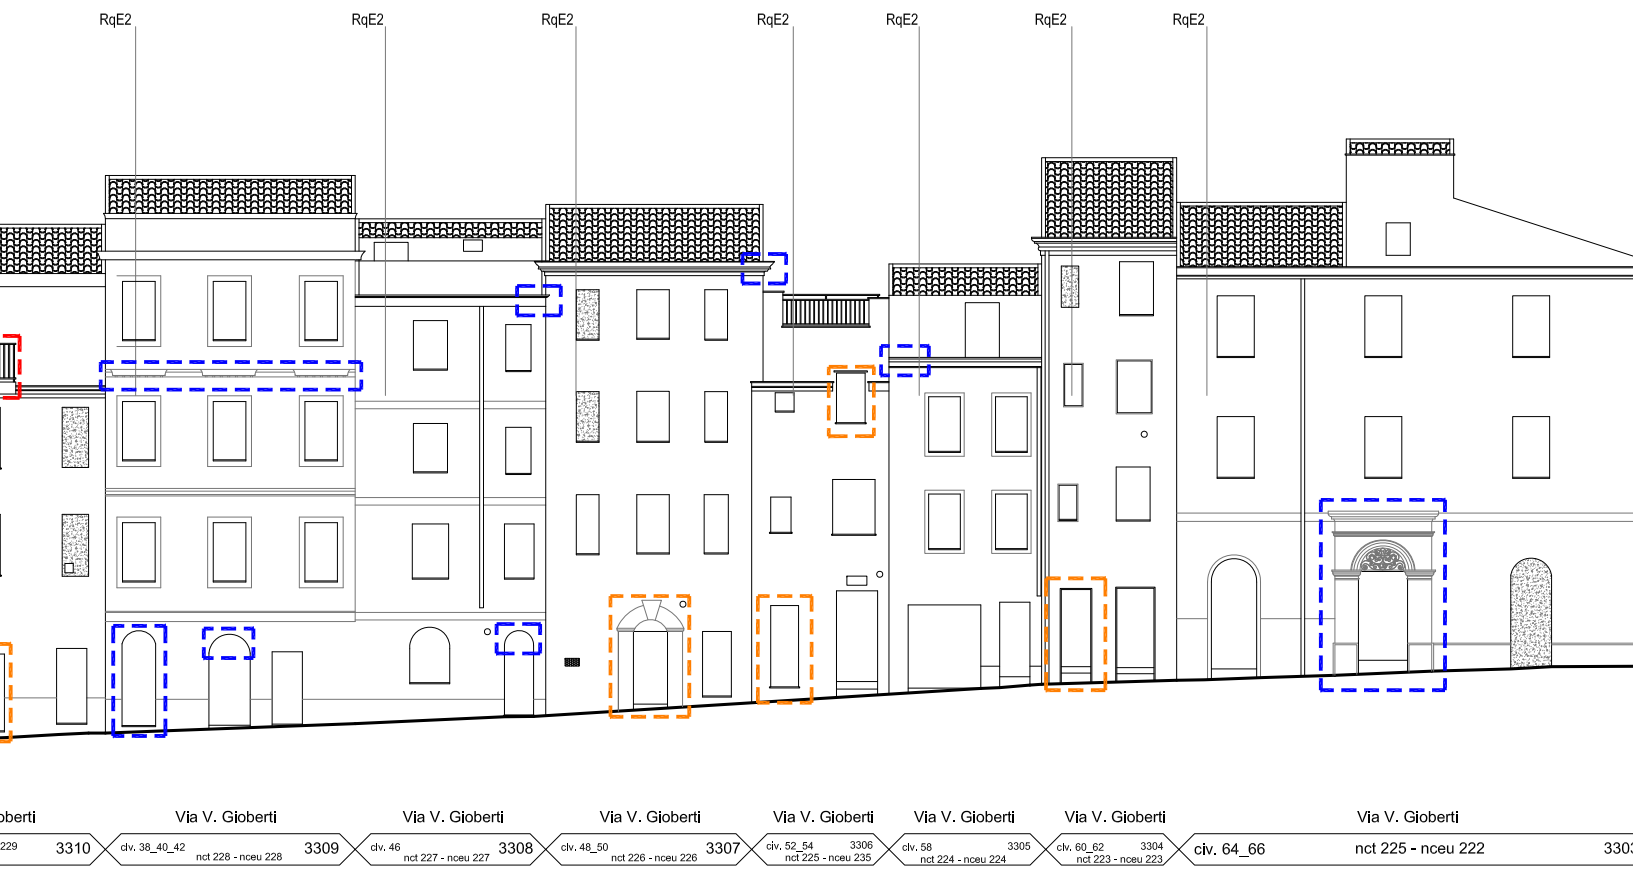 RqE2 RqE2 RqE2 RqE2 RqE2 RqE2 RqE2
oberti Via V. Gioberti Via V. Gioberti Via V. Gioberti Via V. Gioberti Via V. Gioberti Via V. Gioberti Via V. Gioberti
229 3310 civ. 38_40_42 3309 civ. 46 3308 civ. 48_50 3307 civ. 52_54 3306 civ. 58 3305 civ. 60_62 3304 civ. 64_66 nct 225 - nceu 222 3303
nct 228 - nceu 228 nct 227 - nceu 227 nct 226 - nceu 226 nct 225 - nceu 235 nct 224 - nceu 224 nct 223 - nceu 223